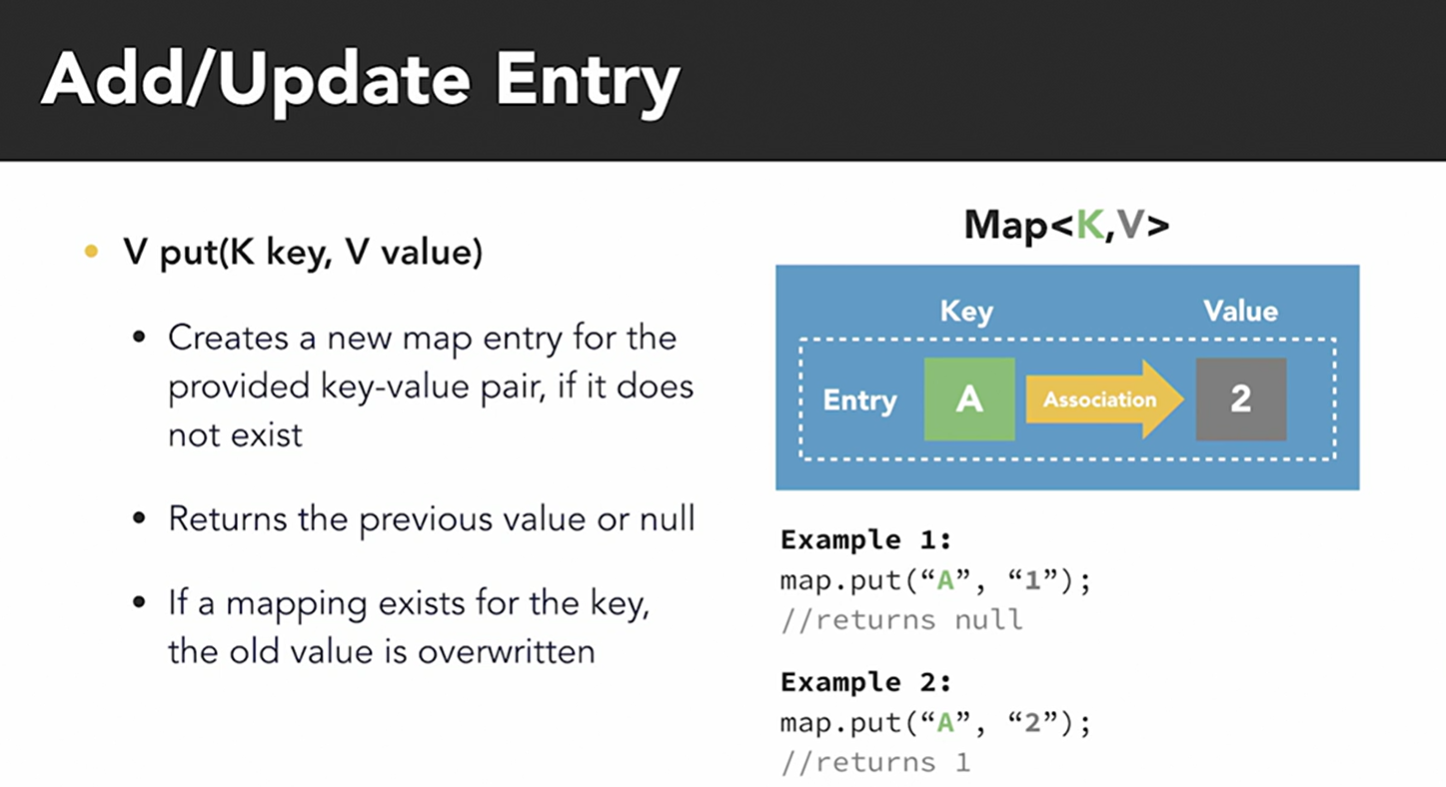 Add/Update Entry
• V put(K key, V value)
• Creates a new map entry for the
provided key-value pair, if it does
not exist
• Returns the previous value or null
• If a mapping exists for the key,
the old value is overwritten
Map<K,V>
Key Value
Entry A Association 2
Example 1:
map.put(“A”, “1”);
//returns null
Example 2:
map.put(“A”, “2”);
//returns 1